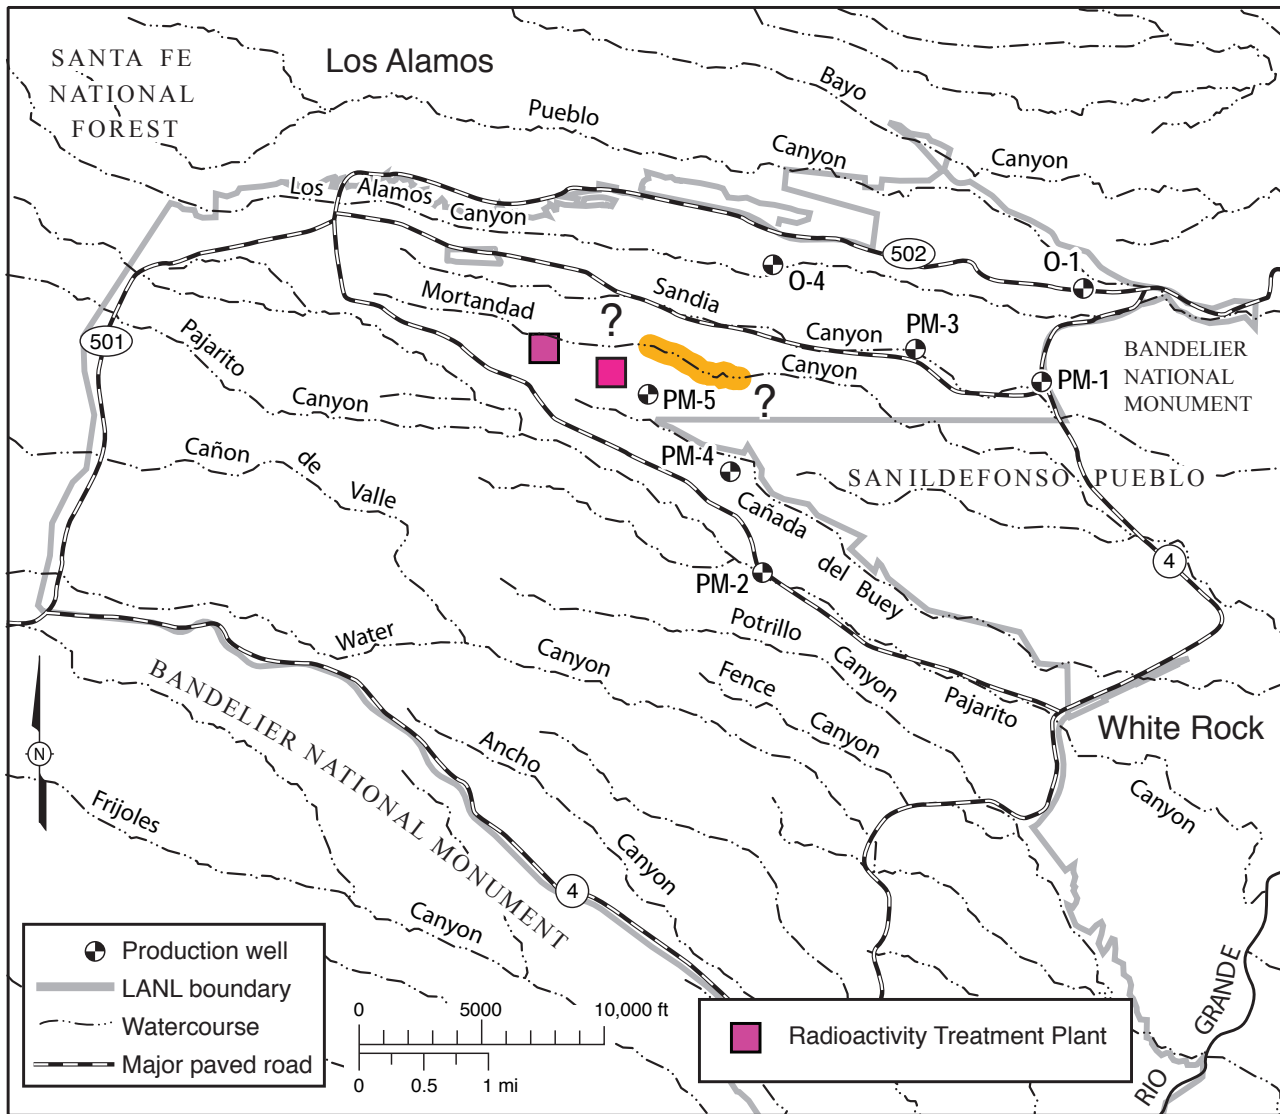 SANTA FE
NATIONAL
FOREST
Los Alamos
Bayo
Pueblo
Canyon
Canyon
Los Alamos Canyon
502
O-1
O-4
Sandia
Canyon
Mortandad
?
PM-3
501
Pajarito
Canyon
Canyon
BANDELIER
NATIONAL
MONUMENT
PM-1
PM-5
?
Cañon de Valle
PM-4
SANILDEFONSO PUEBLO
Cañada del Buey
4
PM-2
Potrillo
Canyon
Water
Canyon
Fence
Canyon
Pajarito
White Rock
Canyon
BANDELIER NATIONAL MONUMENT
N
Ancho
Canyon
Frijoles
Canyon
4
RIO GRANDE
Production well
LANL boundary
Watercourse
Major paved road
0 5000 10,000 ft
0 0.5 1 mi
Radioactivity Treatment Plant